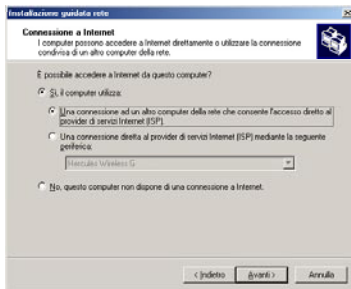 Installazione guidata rete
Connessione a Internet
I computer possono accedere a Internet direttamente o utilizzare la connessione
condivisa di un altro computer della rete.
È possibile accedere a Internet da questo computer?
Sì, il computer utilizza:
Una connessione ad un altro computer della rete che consente l'accesso diretto al
provider di servizi Internet (ISP).
Una connessione diretta al provider di servizi Internet (ISP) mediante la seguente
periferica:
Hercules Wireless G
No, questo computer non dispone di una connessione a Internet.
< Indietro
Avanti >
Annulla